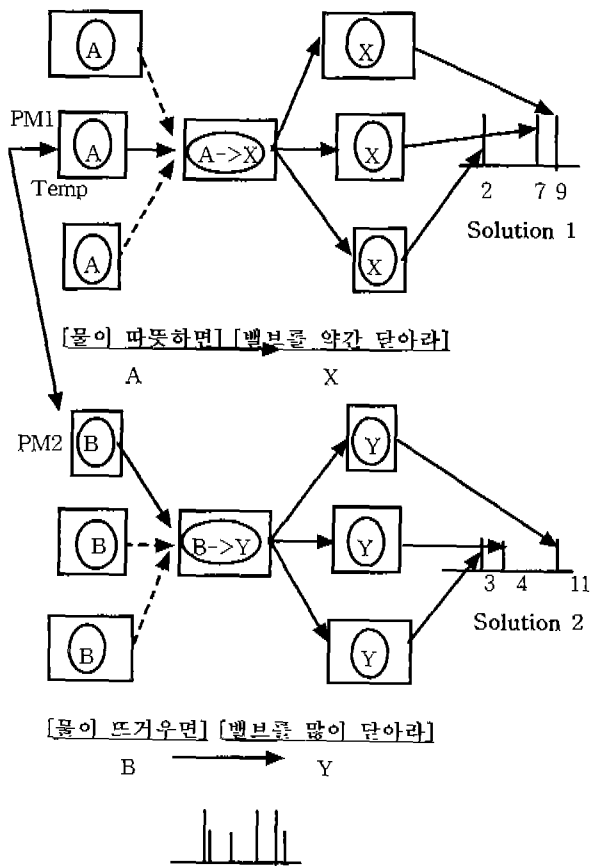 A
X
PM1
A
A->X
X
Temp
2 7 9
A
X
Solution 1
[물이 따뜻하면] [밸브를 약간 닫아라]
A X
PM2
B
Y
B
B->Y
Y
3 4 11
B
Y
Solution 2
[물이 뜨거우면] [밸브를 많이 닫아라]
B Y